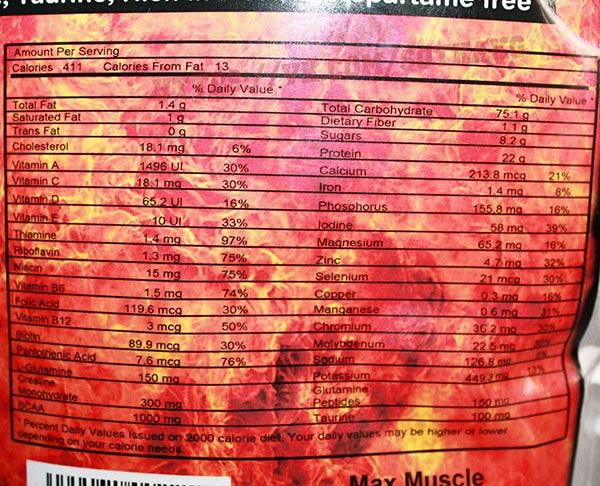 Taurine, free
Amount Per Serving
Calories 411 Calories From Fat 13
% Daily Value *
Total Fat 1.4 g
Saturated Fat 1 g
Trans Fat 0 g
Cholesterol 18.1 mg 6%
Vitamin A 1496 UI 30%
Vitamin C 18.1 mg 30%
Vitamin D 65.2 UI 16%
Vitamin E 10 UI 33%
Thiamine 1.4 mg 97%
Riboflavin 1.3 mg 75%
Niacin 15 mg 75%
Vitamin B6 1.5 mg 74%
Folic Acid 119.6 mcg 30%
Vitamin B12 3 mcg 50%
Biotin 89.9 mcg 30%
Pantothenic Acid 7.6 mcg 76%
L-Glutamine 150 mg
Creatine
Monohydrate 300 mg
BCAA 1000 mg
% Daily Value *
Total Carbohydrate 75.1 g
Dietary Fiber 1.1 g
Sugars 8.2 g
Protein 22 g
Calcium 213.8 mcg 21%
Iron 1.4 mg 8%
Phosphorus 155.8 mg 16%
Iodine 58 mg 39%
Magnesium 65.2 mg 16%
Zinc 4.7 mg 32%
Selenium 21 mcg 30%
Copper 0.3 mg 16%
Manganese 0.6 mg 31%
Chromium 36.2 mg 30%
Molybdenum 22.5 mg 30%
Sodium 126.8 mg
Potassium 449.3 mg 13%
Glutamine
Peptides 150 mg
Taurine 100 mg
* Percent Daily Values Issued on 2000 calorie diet. Your daily values may be higher or lower
depending on your calorie needs.
Max Muscle